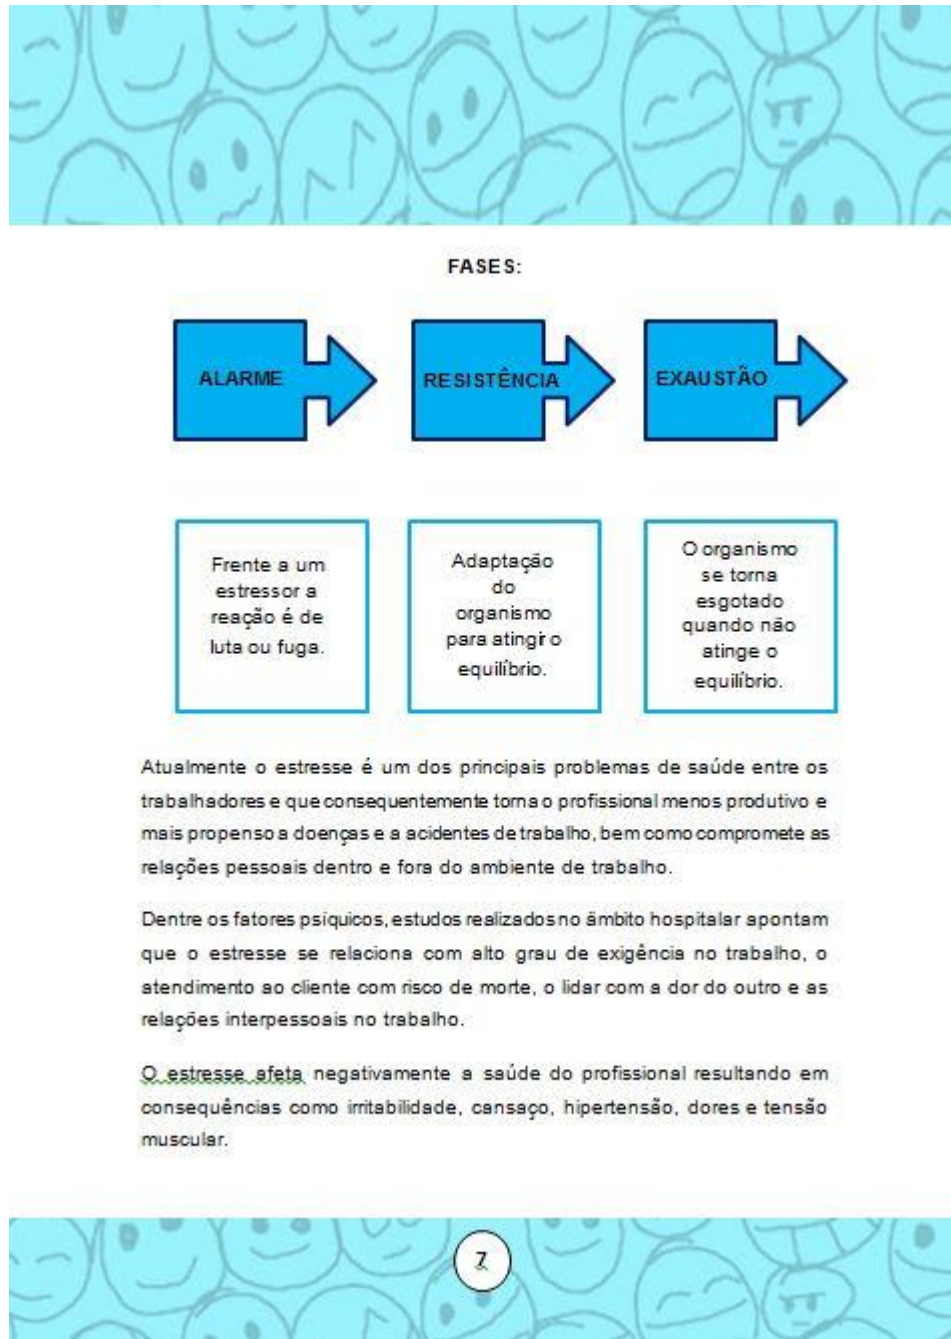 FASES:
ALARME
RESISTÊNCIA
EXAUSTÃO
Frente a um
estressor a
reação é de
luta ou fuga.
Adaptação
do
organismo
para atingir o
equilíbrio.
O organismo
se torna
esgotado
quando não
atinge o
equilíbrio.
Atualmente o estresse é um dos principais problemas de saúde entre os
trabalhadores e que consequentemente torna o profissional menos produtivo e
mais propenso a doenças e a acidentes de trabalho, bem como compromete as
relações pessoais dentro e fora do ambiente de trabalho.
Dentre os fatores psíquicos, estudos realizados no âmbito hospitalar apontam
que o estresse se relaciona com alto grau de exigência no trabalho, o
atendimento ao cliente com risco de morte, o lidar com a dor do outro e as
relações interpessoais no trabalho.
O estresse afeta negativamente a saúde do profissional resultando em
consequências como irritabilidade, cansaço, hipertensão, dores e tensão
muscular.
7